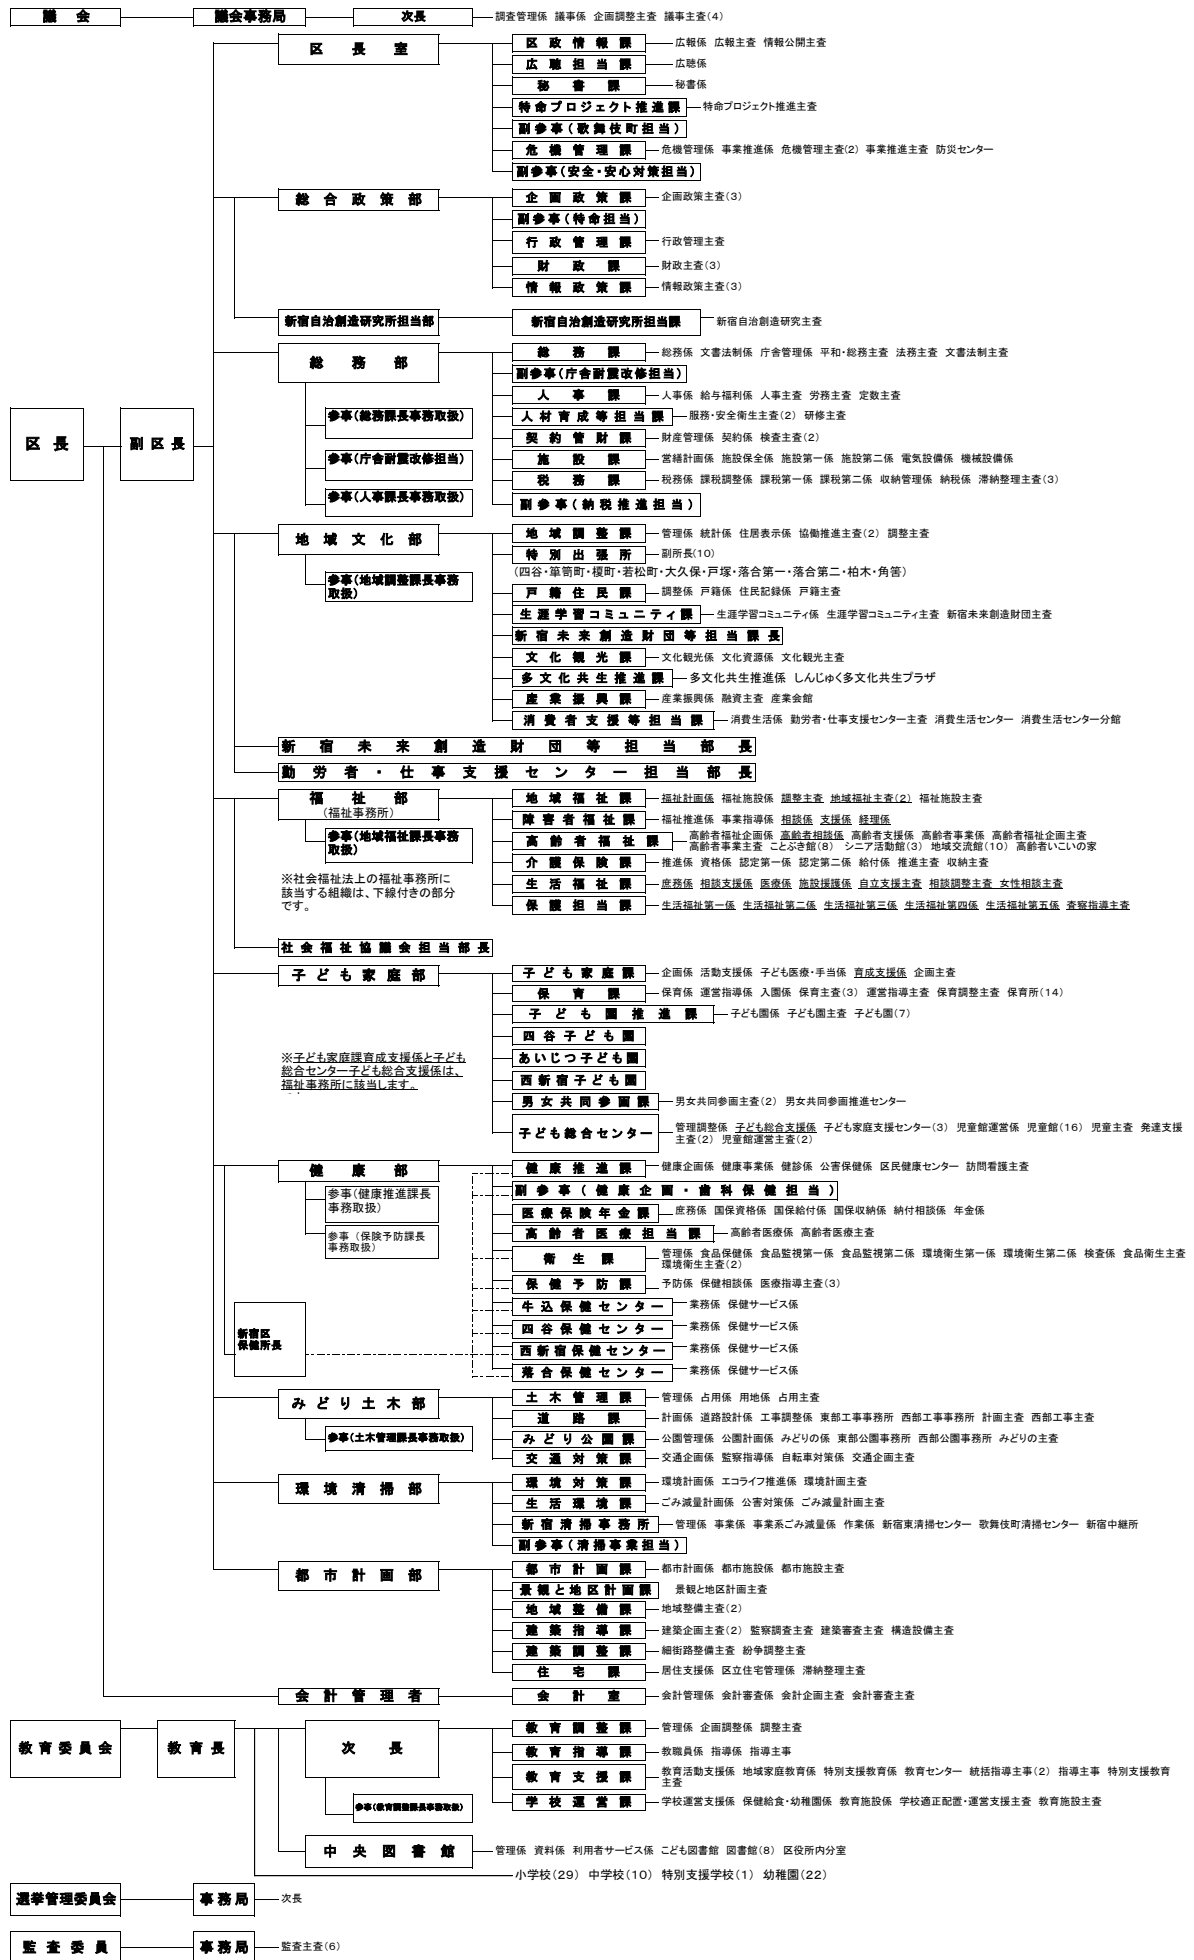 議会 議会事務局 次長 調査管理係 議事係 企画調整主査 議事主査(4)
区長室 区政情報課 広報係 広報主査 情報公開主査
広聴担当課 広聴係
秘書課 秘書係
特命プロジェクト推進課 特命プロジェクト推進主査
副参事(歌舞伎町担当)
危機管理課 危機管理係 事業推進係 危機管理主査(2) 事業推進主査 防災センター
副参事(安全・安心対策担当)
総合政策部 企画政策課 企画政策主査(3)
副参事(特命担当)
行政管理課 行政管理主査
財政課 財政主査(3)
情報政策課 情報政策主査(3)
新宿自治創造研究所担当部 新宿自治創造研究所担当課 新宿自治創造研究主査
総務部 総務課 総務係 文書法制係 庁舎管理係 平和・総務主査 法務主査 文書法制主査
副参事(庁舎耐震改修担当)
人事課 人事係 給与福利係 人事主査 労務主査 定数主査
参事(総務課長事務取扱) 人材育成等担当課 服務・安全衛生主査(2) 研修主査
区長 副区長 契約管財課 財産管理係 契約係 検査主査(2)
参事(庁舎耐震改修担当) 施設課 営繕計画係 施設保全係 施設第一係 施設第二係 電気設備係 機械設備係
税務課 税務係 課税調整係 課税第一係 課税第二係 収納管理係 納税係 滞納整理主査(3)
参事(人事課長事務取扱) 副参事(納税推進担当)
地域文化部 地域調整課 管理係 統計係 住居表示係 協働推進主査(2) 調整主査
特別出張所 副所長(10)
(四谷・箪笥町・榎町・若松町・大久保・戸塚・落合第一・落合第二・柏木・角筈)
参事(地域調整課長事務
取扱)
戸籍住民課 調整係 戸籍係 住民記録係 戸籍主査
生涯学習コミュニティ課 生涯学習コミュニティ係 生涯学習コミュニティ主査 新宿未来創造財団主査
新宿未来創造財団等担当課長
文化観光課 文化観光係 文化資源係 文化観光主査
多文化共生推進課 多文化共生推進係 しんじゅく多文化共生プラザ
産業振興課 産業振興係 融資主査 産業会館
消費者支援等担当課 消費生活係 勤労者・仕事支援センター主査 消費生活センター 消費生活センター分館
新宿未来創造財団等担当部長
勤労者・仕事支援センター担当部長
福祉部 地域福祉課 福祉計画係 福祉施設係 調整主査 地域福祉主査(2) 福祉施設主査
(福祉事務所)
障害者福祉課 福祉推進係 事業指導係 相談係 支援係 経理係
参事(地域福祉課長事務
取扱)
高齢者福祉課 高齢者福祉企画係 高齢者相談係 高齢者支援係 高齢者事業係 高齢者福祉企画主査
高齢者事業主査 ことぶき館(8) シニア活動館(3) 地域交流館(10) 高齢者いこいの家
介護保険課 推進係 資格係 認定第一係 認定第二係 給付係 推進主査 収納主査
※社会福祉法上の福祉事務所に
該当する組織は、下線付きの部分
です。
生活福祉課 庶務係 相談支援係 医療係 施設援護係 自立支援主査 相談調整主査 女性相談主査
保護担当課 生活福祉第一係 生活福祉第二係 生活福祉第三係 生活福祉第四係 生活福祉第五係 査察指導主査
社会福祉協議会担当部長
子ども家庭部 子ども家庭課 企画係 活動支援係 子ども医療・手当係 育成支援係 企画主査
保育課 保育係 運営指導係 入園係 保育主査(3) 運営指導主査 保育調整主査 保育所(14)
子ども園推進課 子ども園係 子ども園主査 子ども園(7)
四谷子ども園
あいじつ子ども園
西新宿子ども園
※子ども家庭課育成支援係と子ども
総合センター子ども総合支援係は、
福祉事務所に該当します。
男女共同参画課 男女共同参画主査(2) 男女共同参画推進センター
子ども総合センター 管理調整係 子ども総合支援係 子ども家庭支援センター(3) 児童館運営係 児童館(16) 児童主査 発達支援
主査(2) 児童館運営主査(2)
健康部 健康推進課 健康企画係 健康事業係 健診係 公害保健係 区民健康センター 訪問看護主査
参事(健康推進課長
事務取扱)
副参事(健康企画・歯科保健担当)
医療保険年金課 庶務係 国保資格係 国保給付係 国保収納係 納付相談係 年金係
参事 (保険予防課長
事務取扱)
高齢者医療担当課 高齢者医療係 高齢者医療主査
衛生課 管理係 食品保健係 食品監視第一係 食品監視第二係 環境衛生第一係 環境衛生第二係 検査係 食品衛生主査
環境衛生主査(2)
保健予防課 予防係 保健相談係 医療指導主査(3)
牛込保健センター 業務係 保健サービス係
新宿区
保健所長
四谷保健センター 業務係 保健サービス係
西新宿保健センター 業務係 保健サービス係
落合保健センター 業務係 保健サービス係
みどり土木部 土木管理課 管理係 占用係 用地係 占用主査
道路課 計画係 道路設計係 工事調整係 東部工事事務所 西部工事事務所 計画主査 西部工事主査
参事(土木管理課長事務取扱) みどり公園課 公園管理係 公園計画係 みどりの係 東部公園事務所 西部公園事務所 みどりの主査
交通対策課 交通企画係 監察指導係 自転車対策係 交通企画主査
環境清掃部 環境対策課 環境計画係 エコライフ推進係 環境計画主査
生活環境課 ごみ減量計画係 公害対策係 ごみ減量計画主査
新宿清掃事務所 管理係 事業係 事業系ごみ減量係 作業係 新宿東清掃センター 歌舞伎町清掃センター 新宿中継所
副参事(清掃事業担当)
都市計画部 都市計画課 都市計画係 都市施設係 都市施設主査
景観と地区計画課 景観と地区計画主査
地域整備課 地域整備主査(2)
建築指導課 建築企画主査(2) 監察調査主査 建築審査主査 構造設備主査
建築調整課 細街路整備主査 紛争調整主査
住宅課 居住支援係 区立住宅管理係 滞納整理主査
会計管理者 会計室 会計管理係 会計審査係 会計企画主査 会計審査主査
教育委員会 教育長 次長 教育調整課 管理係 企画調整係 調整主査
教育指導課 教職員係 指導係 指導主事
教育支援課 教育活動支援係 地域家庭教育係 特別支援教育係 教育センター 統括指導主事(2) 指導主事 特別支援教育
主査
参事(教育調整課長事務取扱) 学校運営課 学校運営支援係 保健給食・幼稚園係 教育施設係 学校適正配置・運営支援主査 教育施設主査
中央図書館 管理係 資料係 利用者サービス係 こども図書館 図書館(8) 区役所内分室
小学校(29) 中学校(10) 特別支援学校(1) 幼稚園(22)
選挙管理委員会 事務局 次長
監査委員 事務局 監査主査(6)